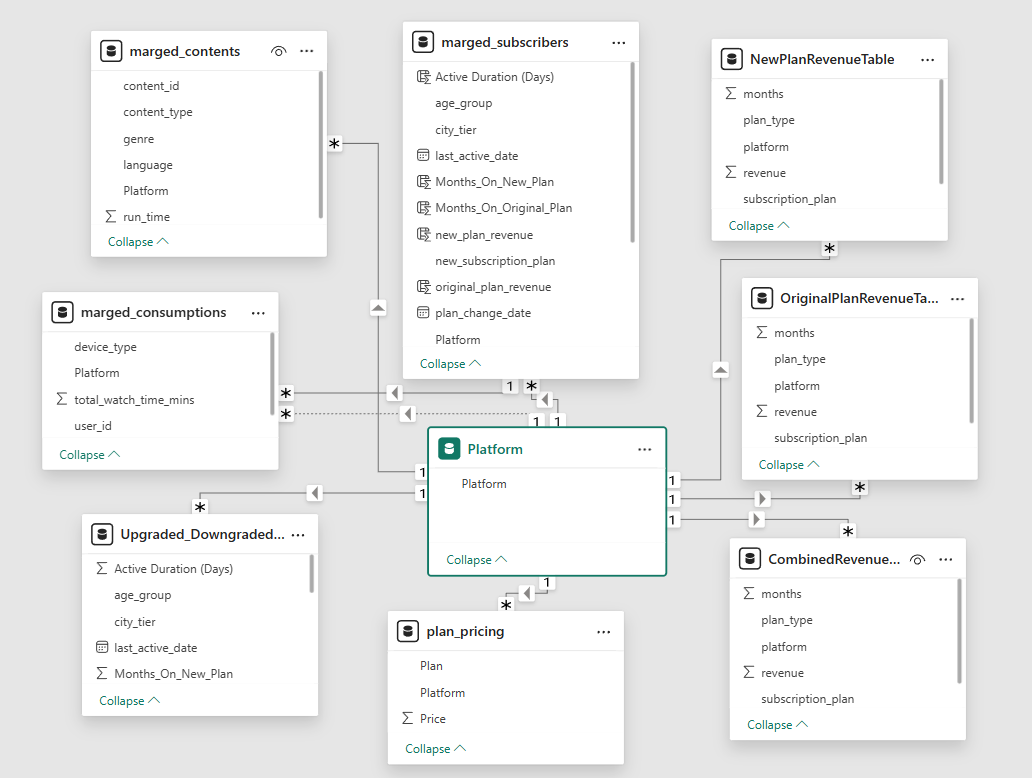 marged_contents
content_id
content_type
genre
language
Platform
run_time
Collapse
marged_subscribers
Active Duration (Days)
age_group
city_tier
last_active_date
Months_On_New_Plan
Months_On_Original_Plan
new_plan_revenue
new_subscription_plan
original_plan_revenue
plan_change_date
Platform
Collapse
NewPlanRevenueTable
months
plan_type
platform
revenue
subscription_plan
Collapse
marged_consumptions
device_type
Platform
total_watch_time_mins
user_id
Collapse
OriginalPlanRevenueTa...
months
plan_type
platform
revenue
subscription_plan
Collapse
Platform
Platform
Collapse
Upgraded_Downgraded...
Active Duration (Days)
age_group
city_tier
last_active_date
Months_On_New_Plan
Collapse
plan_pricing
Plan
Platform
Price
Collapse
CombinedRevenue...
months
plan_type
platform
revenue
subscription_plan
Collapse
*
*
*
1
*
1
1
1
1
*
1
1
1
*
*
*
1
*